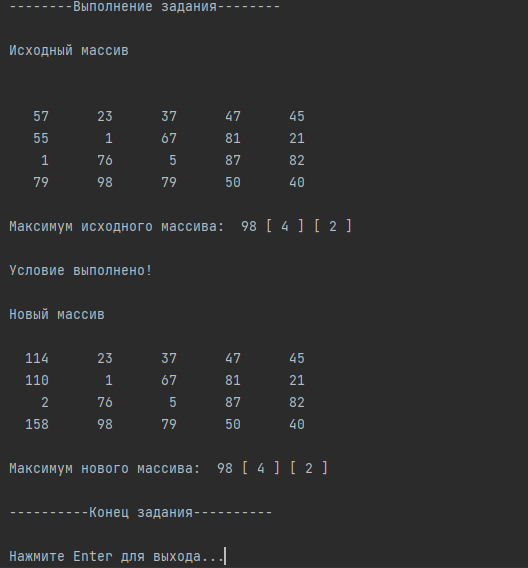 --------Выполнение задания--------
Исходный массив
57 23 37 47 45
55 1 67 81 21
1 76 5 87 82
79 98 79 50 40
Максимум исходного массива: 98 [ 4 ] [ 2 ]
Условие выполнено!
Новый массив
114 23 37 47 45
110 1 67 81 21
2 76 5 87 82
158 98 79 50 40
Максимум нового массива: 98 [ 4 ] [ 2 ]
----------Конец задания----------
Нажмите Enter для выхода...